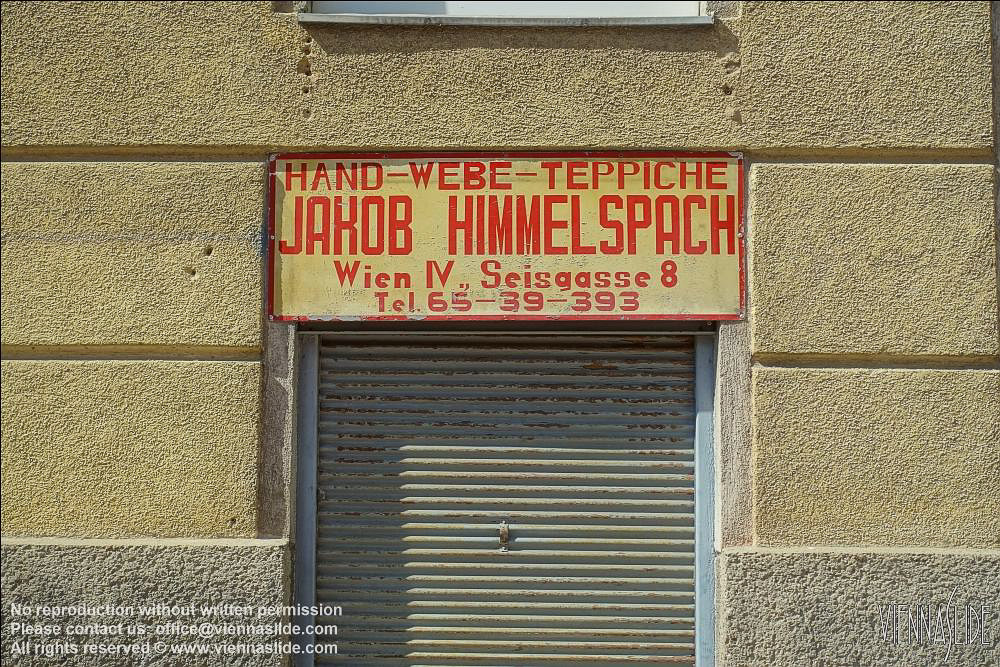 HAND-WEBE-TEPPICHE
JAKOB HIMMELSPACH
Wien IV., Seisgasse 8
Tel. 65-39-393
No reproduction without written permission
Please contact us: office@viennaslide.com
All rights reserved © www.viennaslide.com
VIENNASLIDE